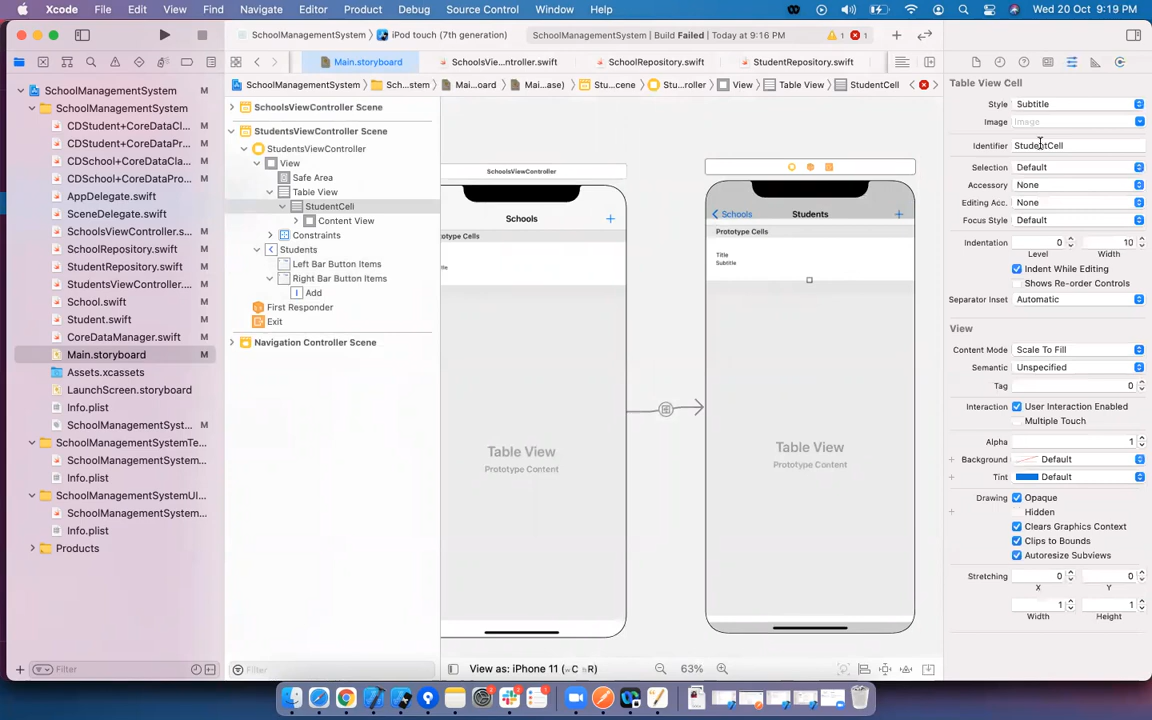 Xcode File Edit View Find Navigate Editor Product Debug Source Control Window Help Wed 20 Oct 9:19 PM
SchoolManagementSystem iPod touch (7th generation) SchoolManagementSystem | Build Failed | Today at 9:16 PM 1 1
Main.storyboard SchoolsViewC...ntroller.swift SchoolRepository.swift StudentRepository.swift
SchoolManagementSystem Sch...stem Mai...oard Mai...ase) Stu...cene Stu...roller View Table View StudentCell
SchoolManagementSystem M
SchoolManagementSystem
CDStudent+CoreDataCl... M
CDStudent+CoreDataPr... M
CDSchool+CoreDataCla... M
CDSchool+CoreDataPro... M
AppDelegate.swift M
SceneDelegate.swift M
SchoolsViewController.s... M
SchoolRepository.swift M
StudentRepository.swift M
StudentsViewController.... M
School.swift M
Student.swift M
CoreDataManager.swift M
Main.storyboard M
Assets.xcassets
LaunchScreen.storyboard
Info.plist
SchoolManagementSyst... M
SchoolManagementSystemTe...
SchoolManagementSystem...
Info.plist
SchoolManagementSystemUI...
SchoolManagementSystem...
Info.plist
Products
Filter
SchoolsViewController Scene
StudentsViewController Scene
StudentsViewController
View
Safe Area
Table View
StudentCell
Content View
Constraints
Students
Left Bar Button Items
Right Bar Button Items
Add
First Responder
Exit
Navigation Controller Scene
Filter
SchoolsViewController
Schools
ototype Cells
tle
Table View
Prototype Content
Schools Students
Prototype Cells
Title
Subtitle
Table View
Prototype Content
View as: iPhone 11 (wC hR) 63%
Table View Cell
Style Subtitle
Image Image
Identifier StudentCell
Selection Default
Accessory None
Editing Acc. None
Focus Style Default
Indentation 0 10
Level Width
Indent While Editing
Shows Re-order Controls
Separator Inset Automatic
View
Content Mode Scale To Fill
Semantic Unspecified
Tag 0
Interaction User Interaction Enabled
Multiple Touch
Alpha 1
Background Default
Tint Default
Drawing Opaque
Hidden
Clears Graphics Context
Clips to Bounds
Autoresize Subviews
Stretching 0 0
X Y
1 1
Width Height